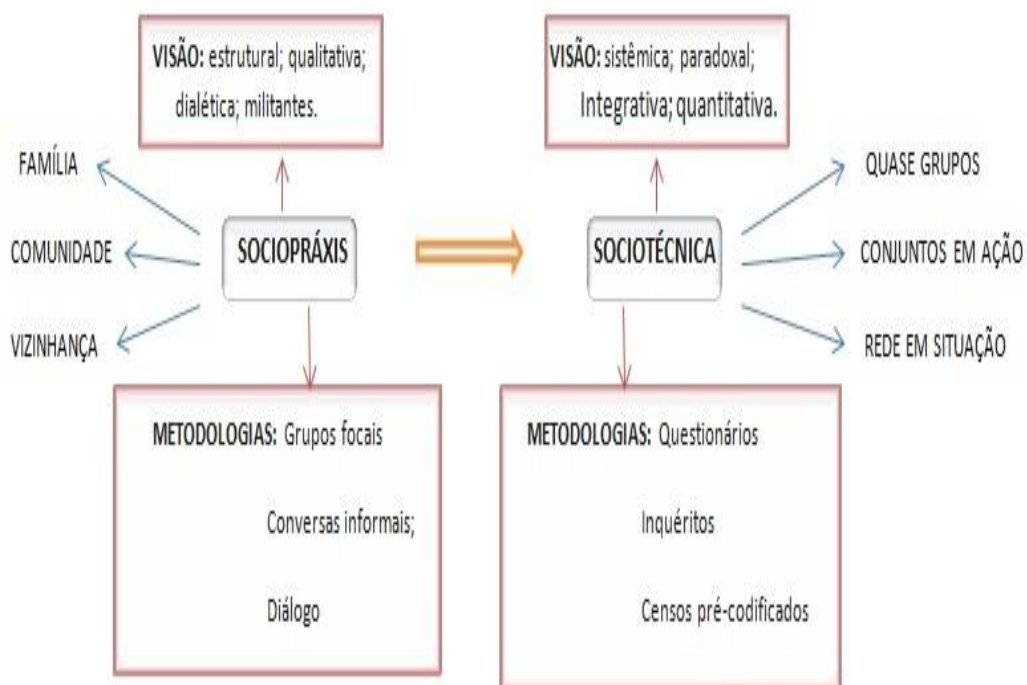 VISÃO: estrutural; qualitativa;
dialética; militantes.
VISÃO: sistêmica; paradoxal;
Integrativa; quantitativa.
FAMÍLIA
COMUNIDADE
VIZINHANÇA
SOCIOPRÁXIS
SOCIOTÉCNICA
QUASE GRUPOS
CONJUNTOS EM AÇÃO
REDE EM SITUAÇÃO
METODOLOGIAS: Grupos focais
Conversas informais;
Diálogo
METODOLOGIAS: Questionários
Inquéritos
Censos pré-codificados